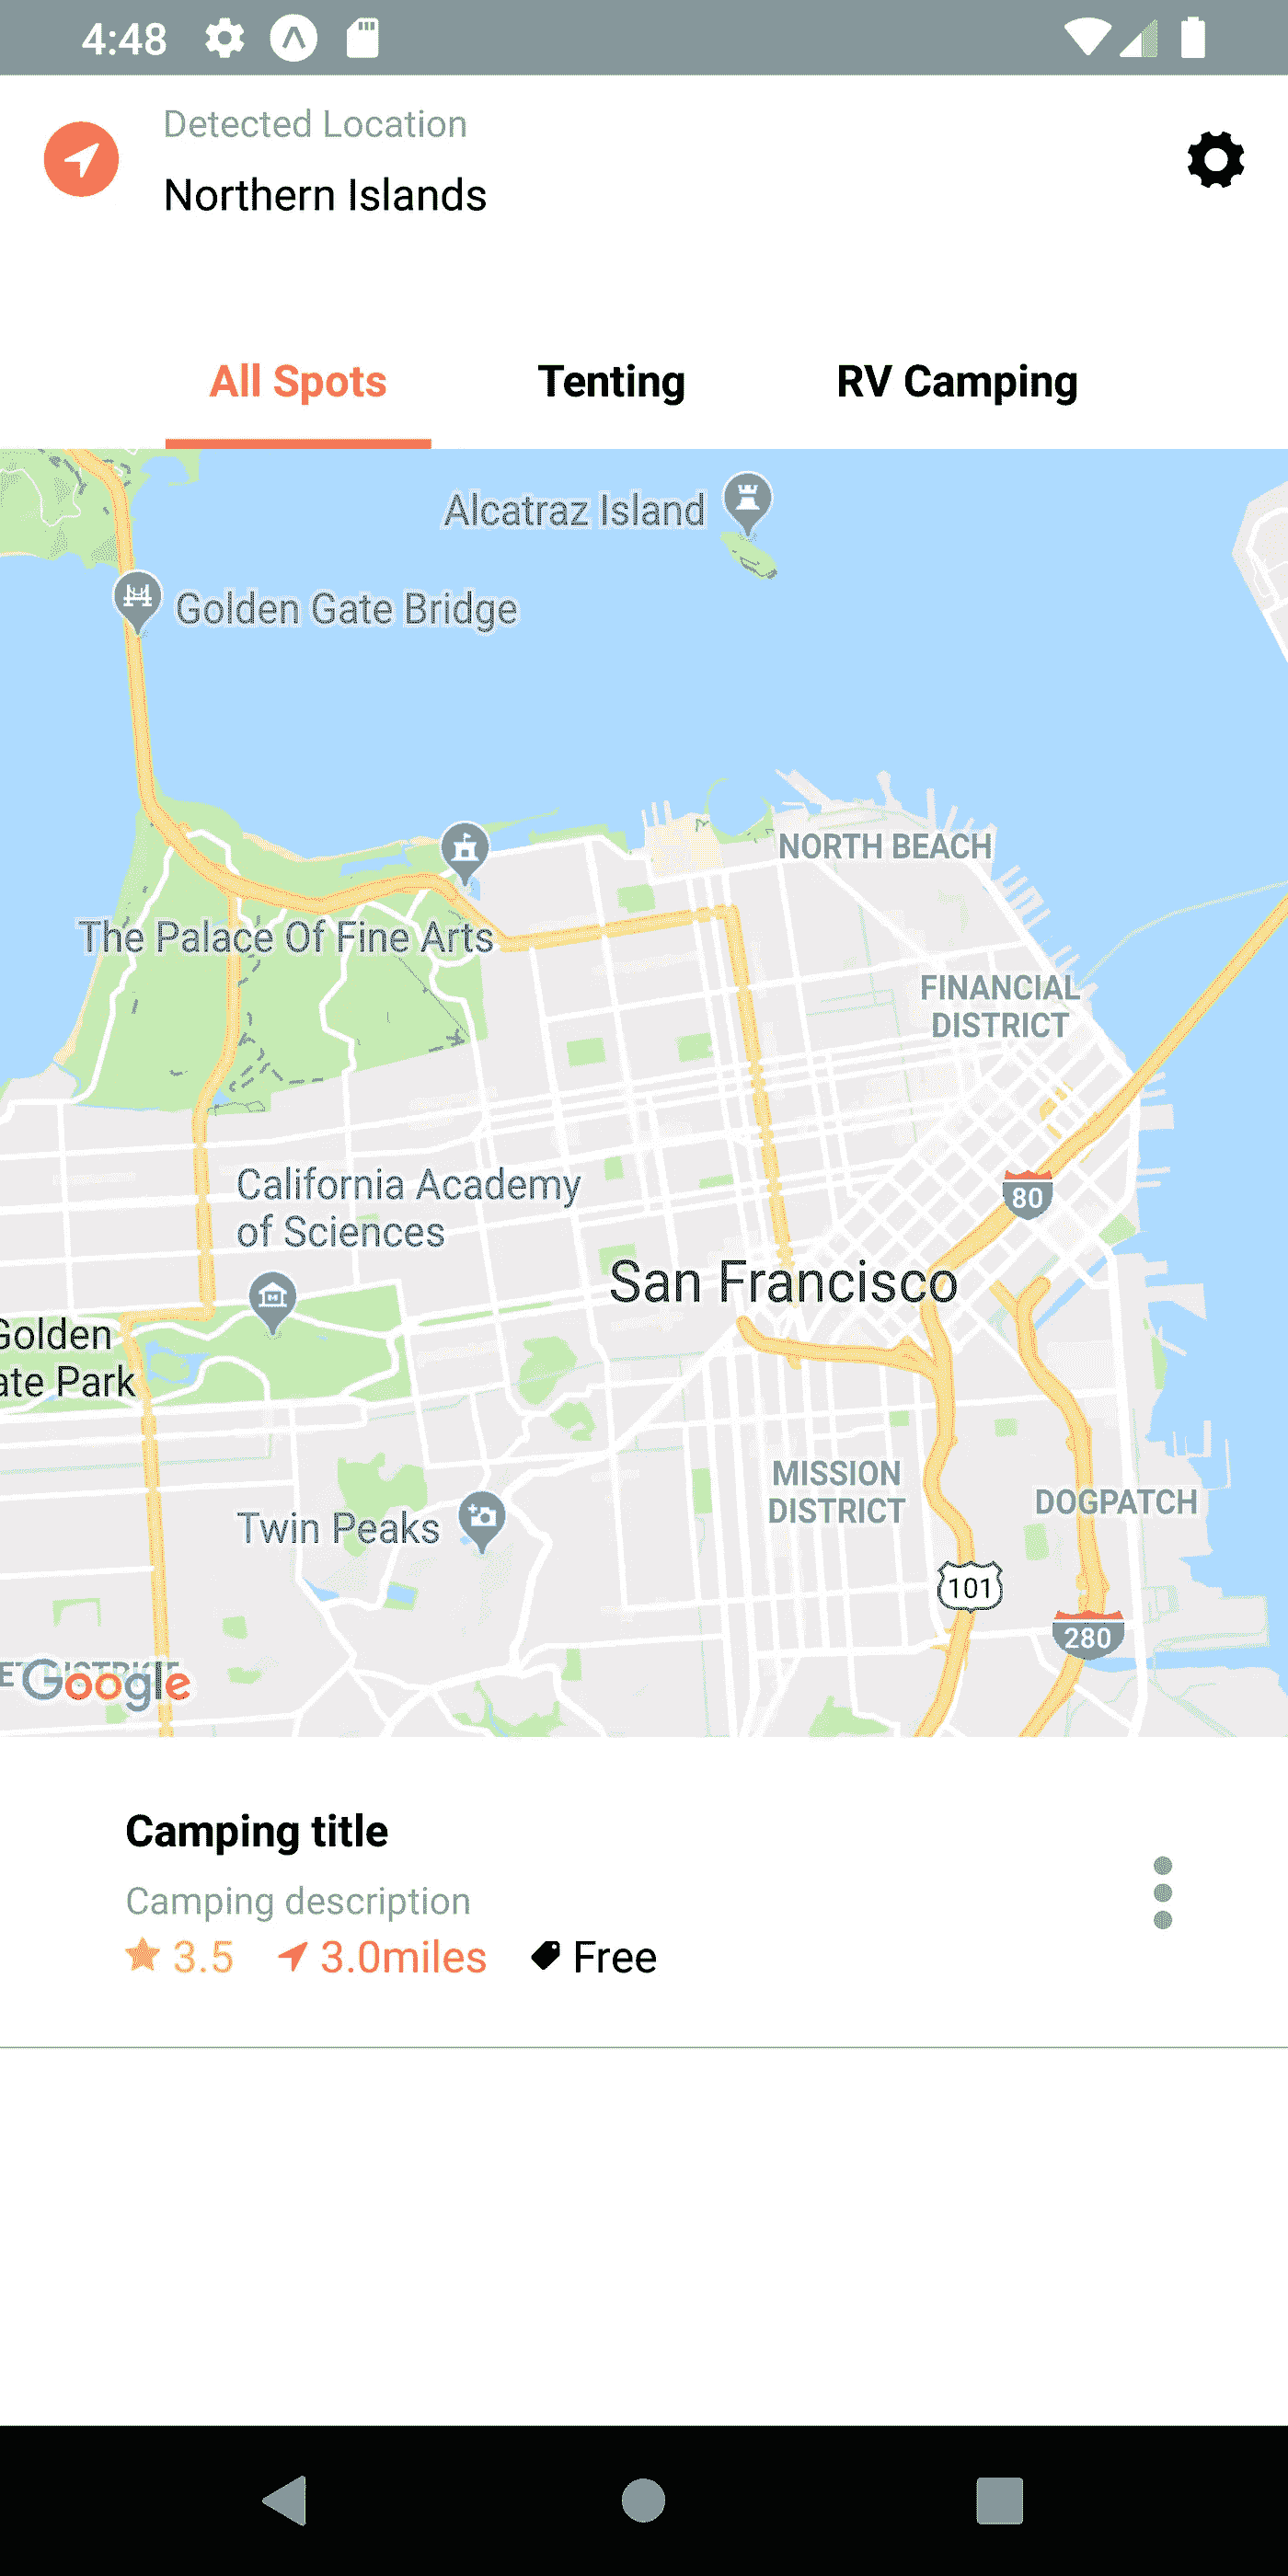 4:48
Detected Location
Northern Islands
All Spots
Tenting
RV Camping
Alcatraz Island
Golden Gate Bridge
NORTH BEACH
The Palace Of Fine Arts
FINANCIAL
DISTRICT
California Academy
of Sciences
80
San Francisco
Golden
ate Park
MISSION
DISTRICT
DOGPATCH
Twin Peaks
101
280
Google
Camping title
Camping description
3.5
3.0miles
Free